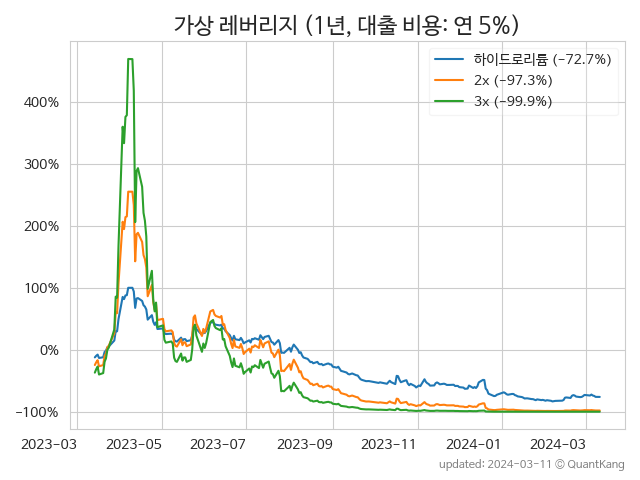 가상 레버리지 (1년, 대출 비용: 연 5%)
하이드로리튬 (-72.7%)
2x (-97.3%)
3x (-99.9%)
400%
300%
200%
100%
0%
-100%
2023-03 2023-05 2023-07 2023-09 2023-11 2024-01 2024-03
updated: 2024-03-11 © QuantKang